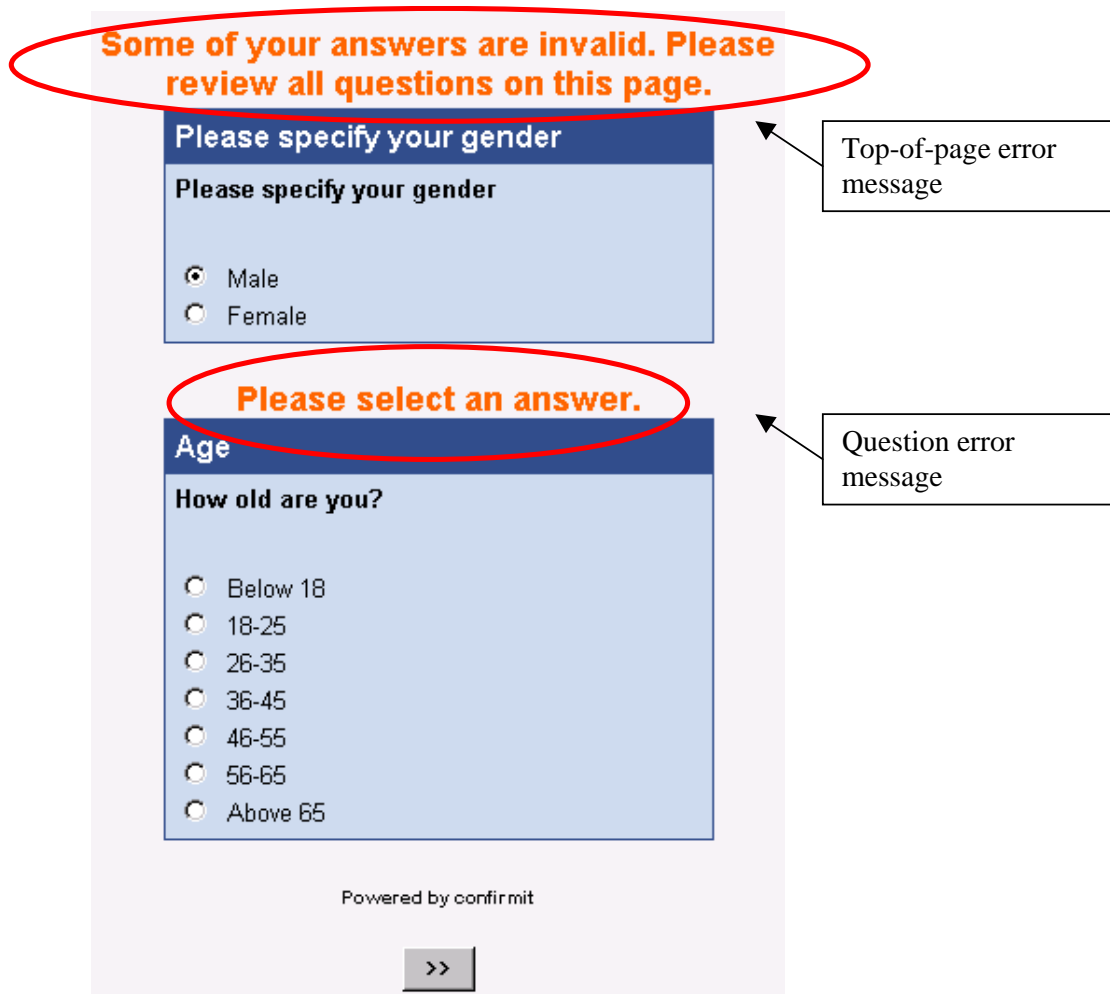 Some of your answers are invalid. Please
review all questions on this page.
Please specify your gender
Please specify your gender
Male
Female
Top-of-page error
message
Please select an answer.
Age
How old are you?
Below 18
18-25
26-35
36-45
46-55
56-65
Above 65
Question error
message
Powered by confirmit
>>